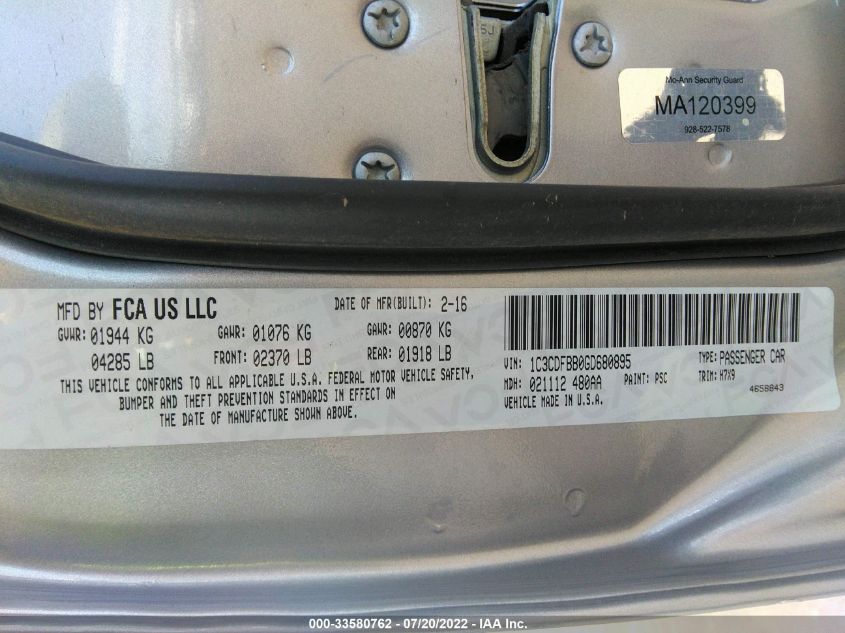 SJ
Mo-Ann Security Guard
MA120399
928-522-7578
MFD BY FCA US LLC
DATE OF MFR(BUILT): 2-16
GVWR: 01944 KG GAWR: 01076 KG GAWR: 00870 KG
04285 LB FRONT: 02370 LB REAR: 01918 LB
THIS VEHICLE CONFORMS TO ALL APPLICABLE U.S.A. FEDERAL MOTOR VEHICLE SAFETY,
BUMPER AND THEFT PREVENTION STANDARDS IN EFFECT ON
THE DATE OF MANUFACTURE SHOWN ABOVE.
VIN: 1C3CDFBB0GD680895 TYPE: PASSENGER CAR
MDH: 021112 480AA PAINT: PSC TRIM: H7X9
VEHICLE MADE IN U.S.A. 4658843
000-33580762 - 07/20/2022 - IAA Inc.